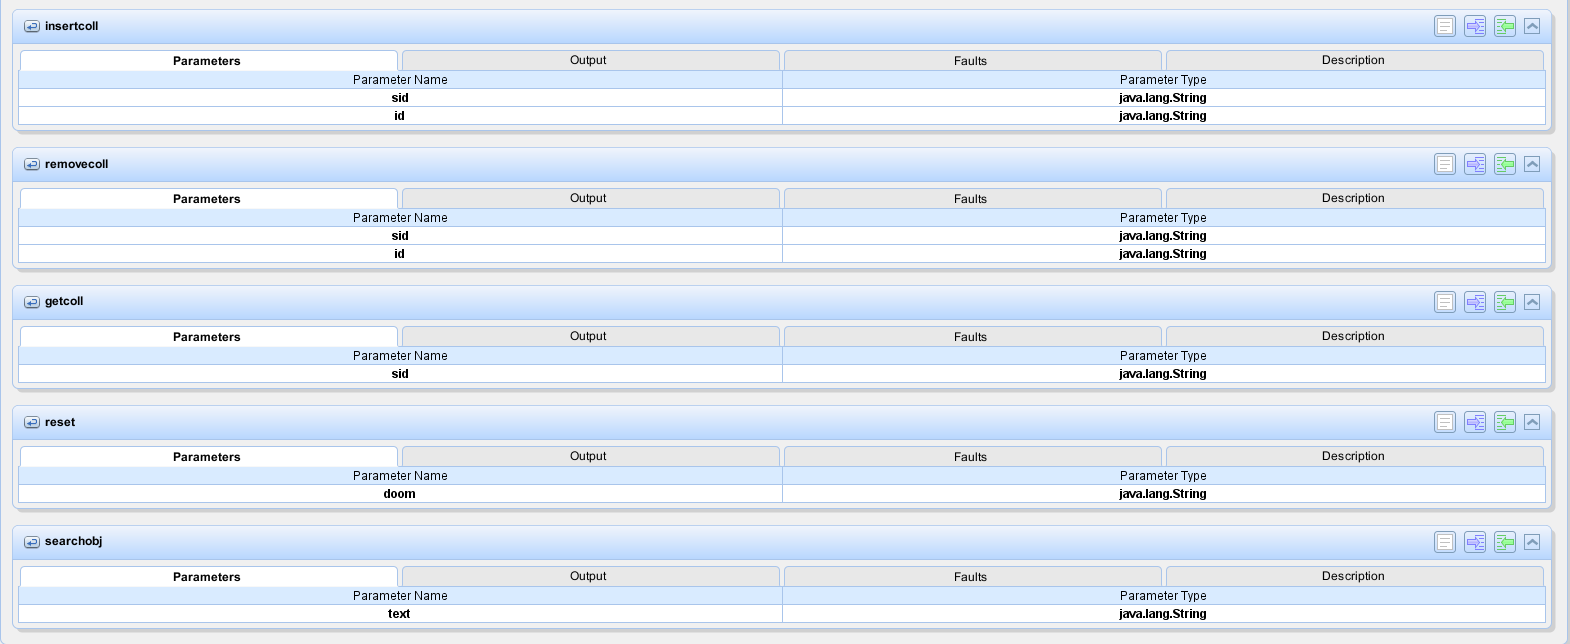 insertcoll
Parameters Output Faults Description
Parameter Name Parameter Type
sid java.lang.String
id java.lang.String
removecoll
Parameters Output Faults Description
Parameter Name Parameter Type
sid java.lang.String
id java.lang.String
getcoll
Parameters Output Faults Description
Parameter Name Parameter Type
sid java.lang.String
reset
Parameters Output Faults Description
Parameter Name Parameter Type
doom java.lang.String
searchobj
Parameters Output Faults Description
Parameter Name Parameter Type
text java.lang.String